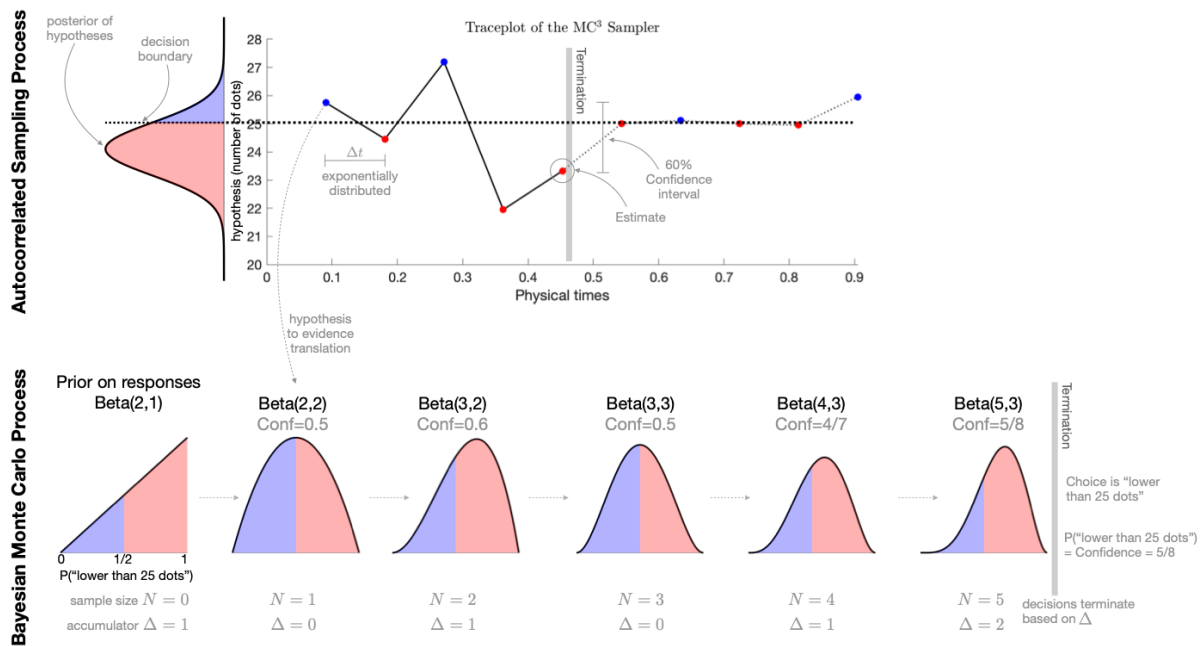 Autocorrelated Sampling Process
posterior of
hypotheses
decision
boundary
Traceplot of the MC³ Sampler
hypothesis (number of dots)
28
27
26
25
24
23
22
21
20
Δt
exponentially
distributed
Termination
60%
Confidence
interval
Estimate
0
0.1
0.2
0.3
0.4
0.5
0.6
0.7
0.8
0.9
Physical times
hypothesis
to evidence
translation
Bayesian Monte Carlo Process
Prior on responses
Beta(2,1)
0
1/2
1
P("lower than 25 dots")
sample size N = 0
accumulator Δ = 1
Beta(2,2)
Conf=0.5
N = 1
Δ = 0
Beta(3,2)
Conf=0.6
N = 2
Δ = 1
Beta(3,3)
Conf=0.5
N = 3
Δ = 0
Beta(4,3)
Conf=4/7
N = 4
Δ = 1
Beta(5,3)
Conf=5/8
N = 5
Δ = 2
Termination
Choice is "lower
than 25 dots"
P("lower than 25 dots")
= Confidence = 5/8
decisions terminate
based on Δ